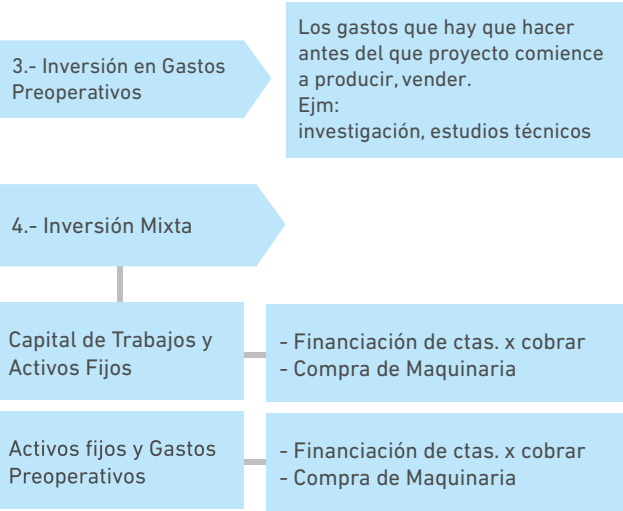 3.- Inversión en Gastos
Preoperativos
Los gastos que hay que hacer
antes del que proyecto comience
a producir, vender.
Ejm:
investigación, estudios técnicos
4.- Inversión Mixta
Capital de Trabajos y
Activos Fijos
- Financiación de ctas. x cobrar
- Compra de Maquinaria
Activos fijos y Gastos
Preoperativos
- Financiación de ctas. x cobrar
- Compra de Maquinaria